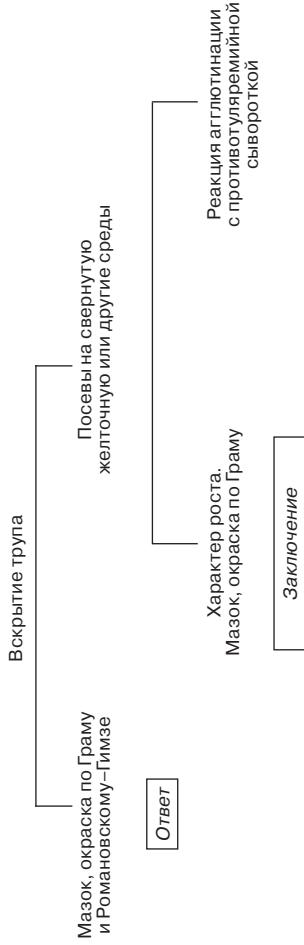 Вскрытие трупа
Мазок, окраска по Граму
и Романовскому–Гимзе
Посевы на свернутую
желточную или другие среды
Ответ
Характер роста.
Мазок, окраска по Граму
Реакция агглютинации
с противотуляремийной
сывороткой
Заключение